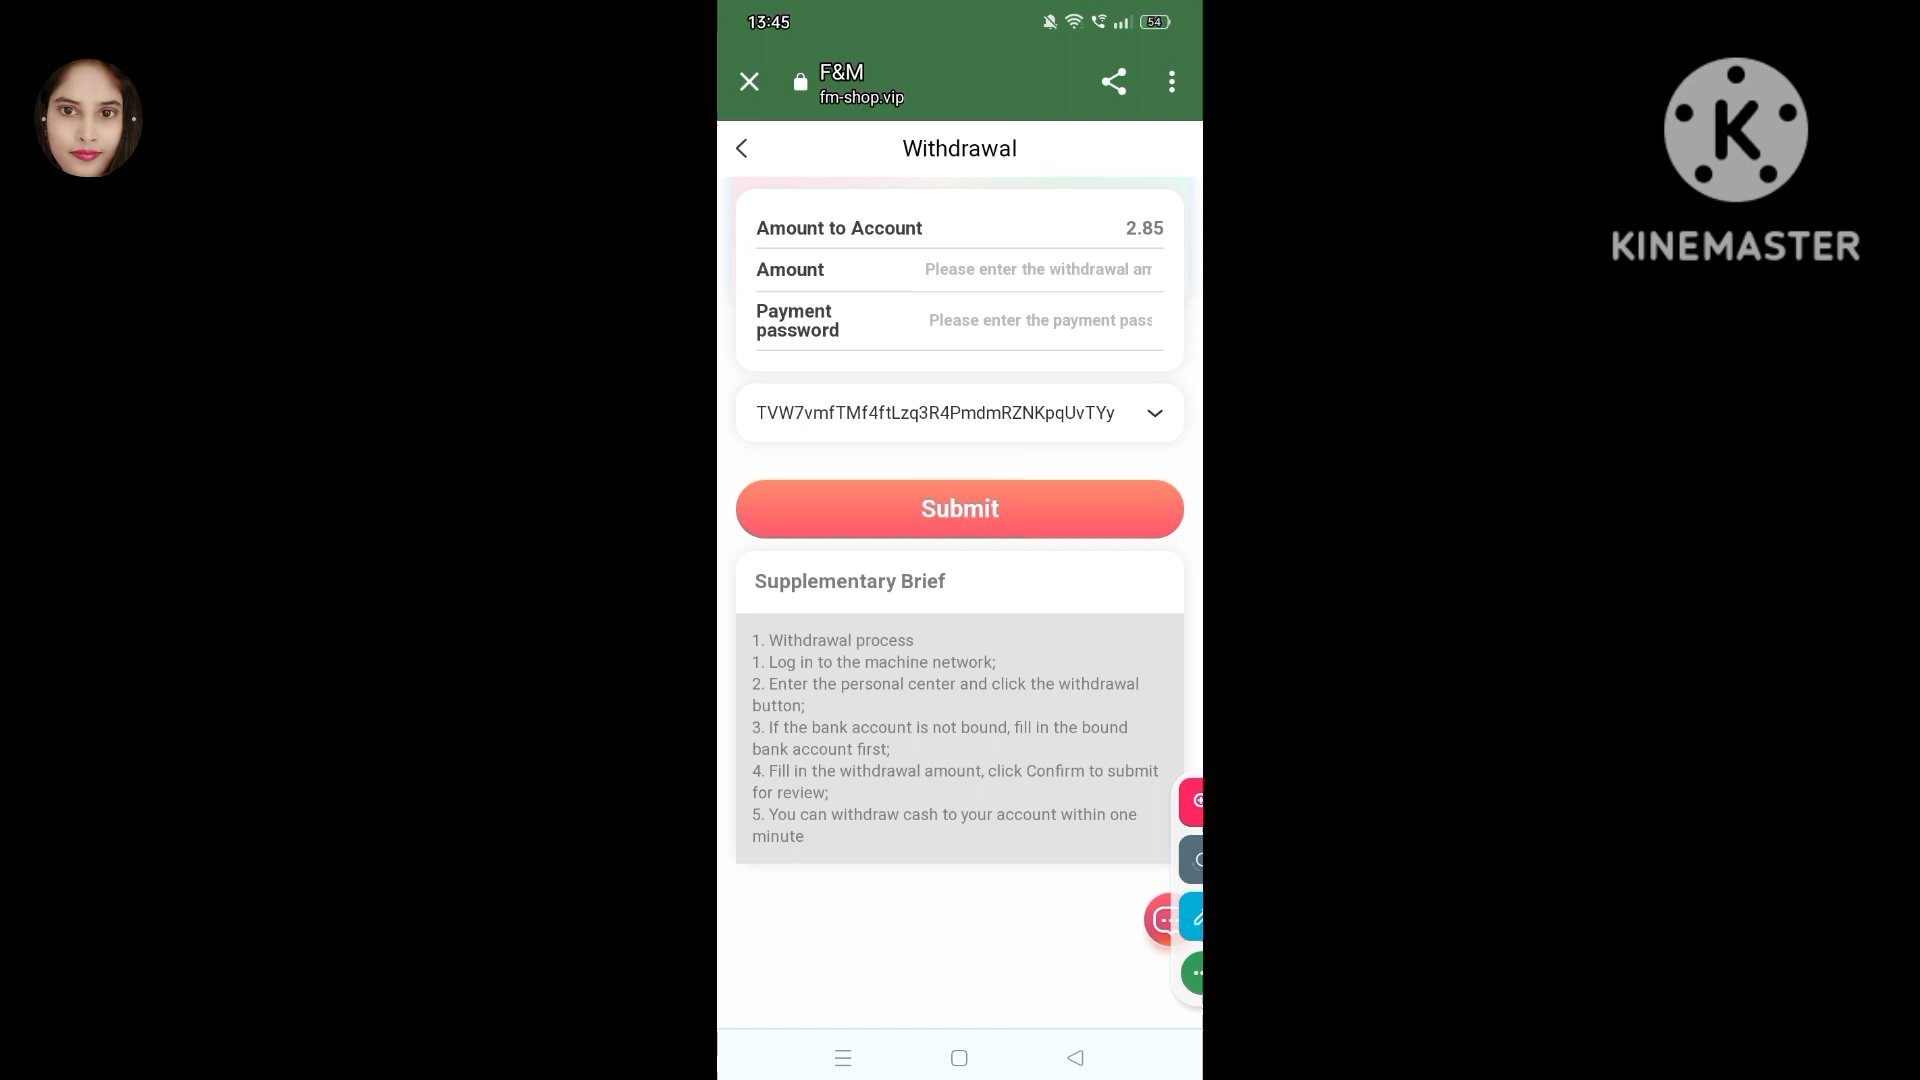 13:45
54
F&M
fm-shop.vip
K
KINEMASTER
Withdrawal
Amount to Account 2.85
Amount Please enter the withdrawal am
Payment
password
Please enter the payment pass
TVW7vmfTMf4ftLzq3R4PmdmRZNKpqUvTYy
Submit
Supplementary Brief
1. Withdrawal process
1. Log in to the machine network;
2. Enter the personal center and click the withdrawal
button;
3. If the bank account is not bound, fill in the bound
bank account first;
4. Fill in the withdrawal amount, click Confirm to submit
for review;
5. You can withdraw cash to your account within one
minute